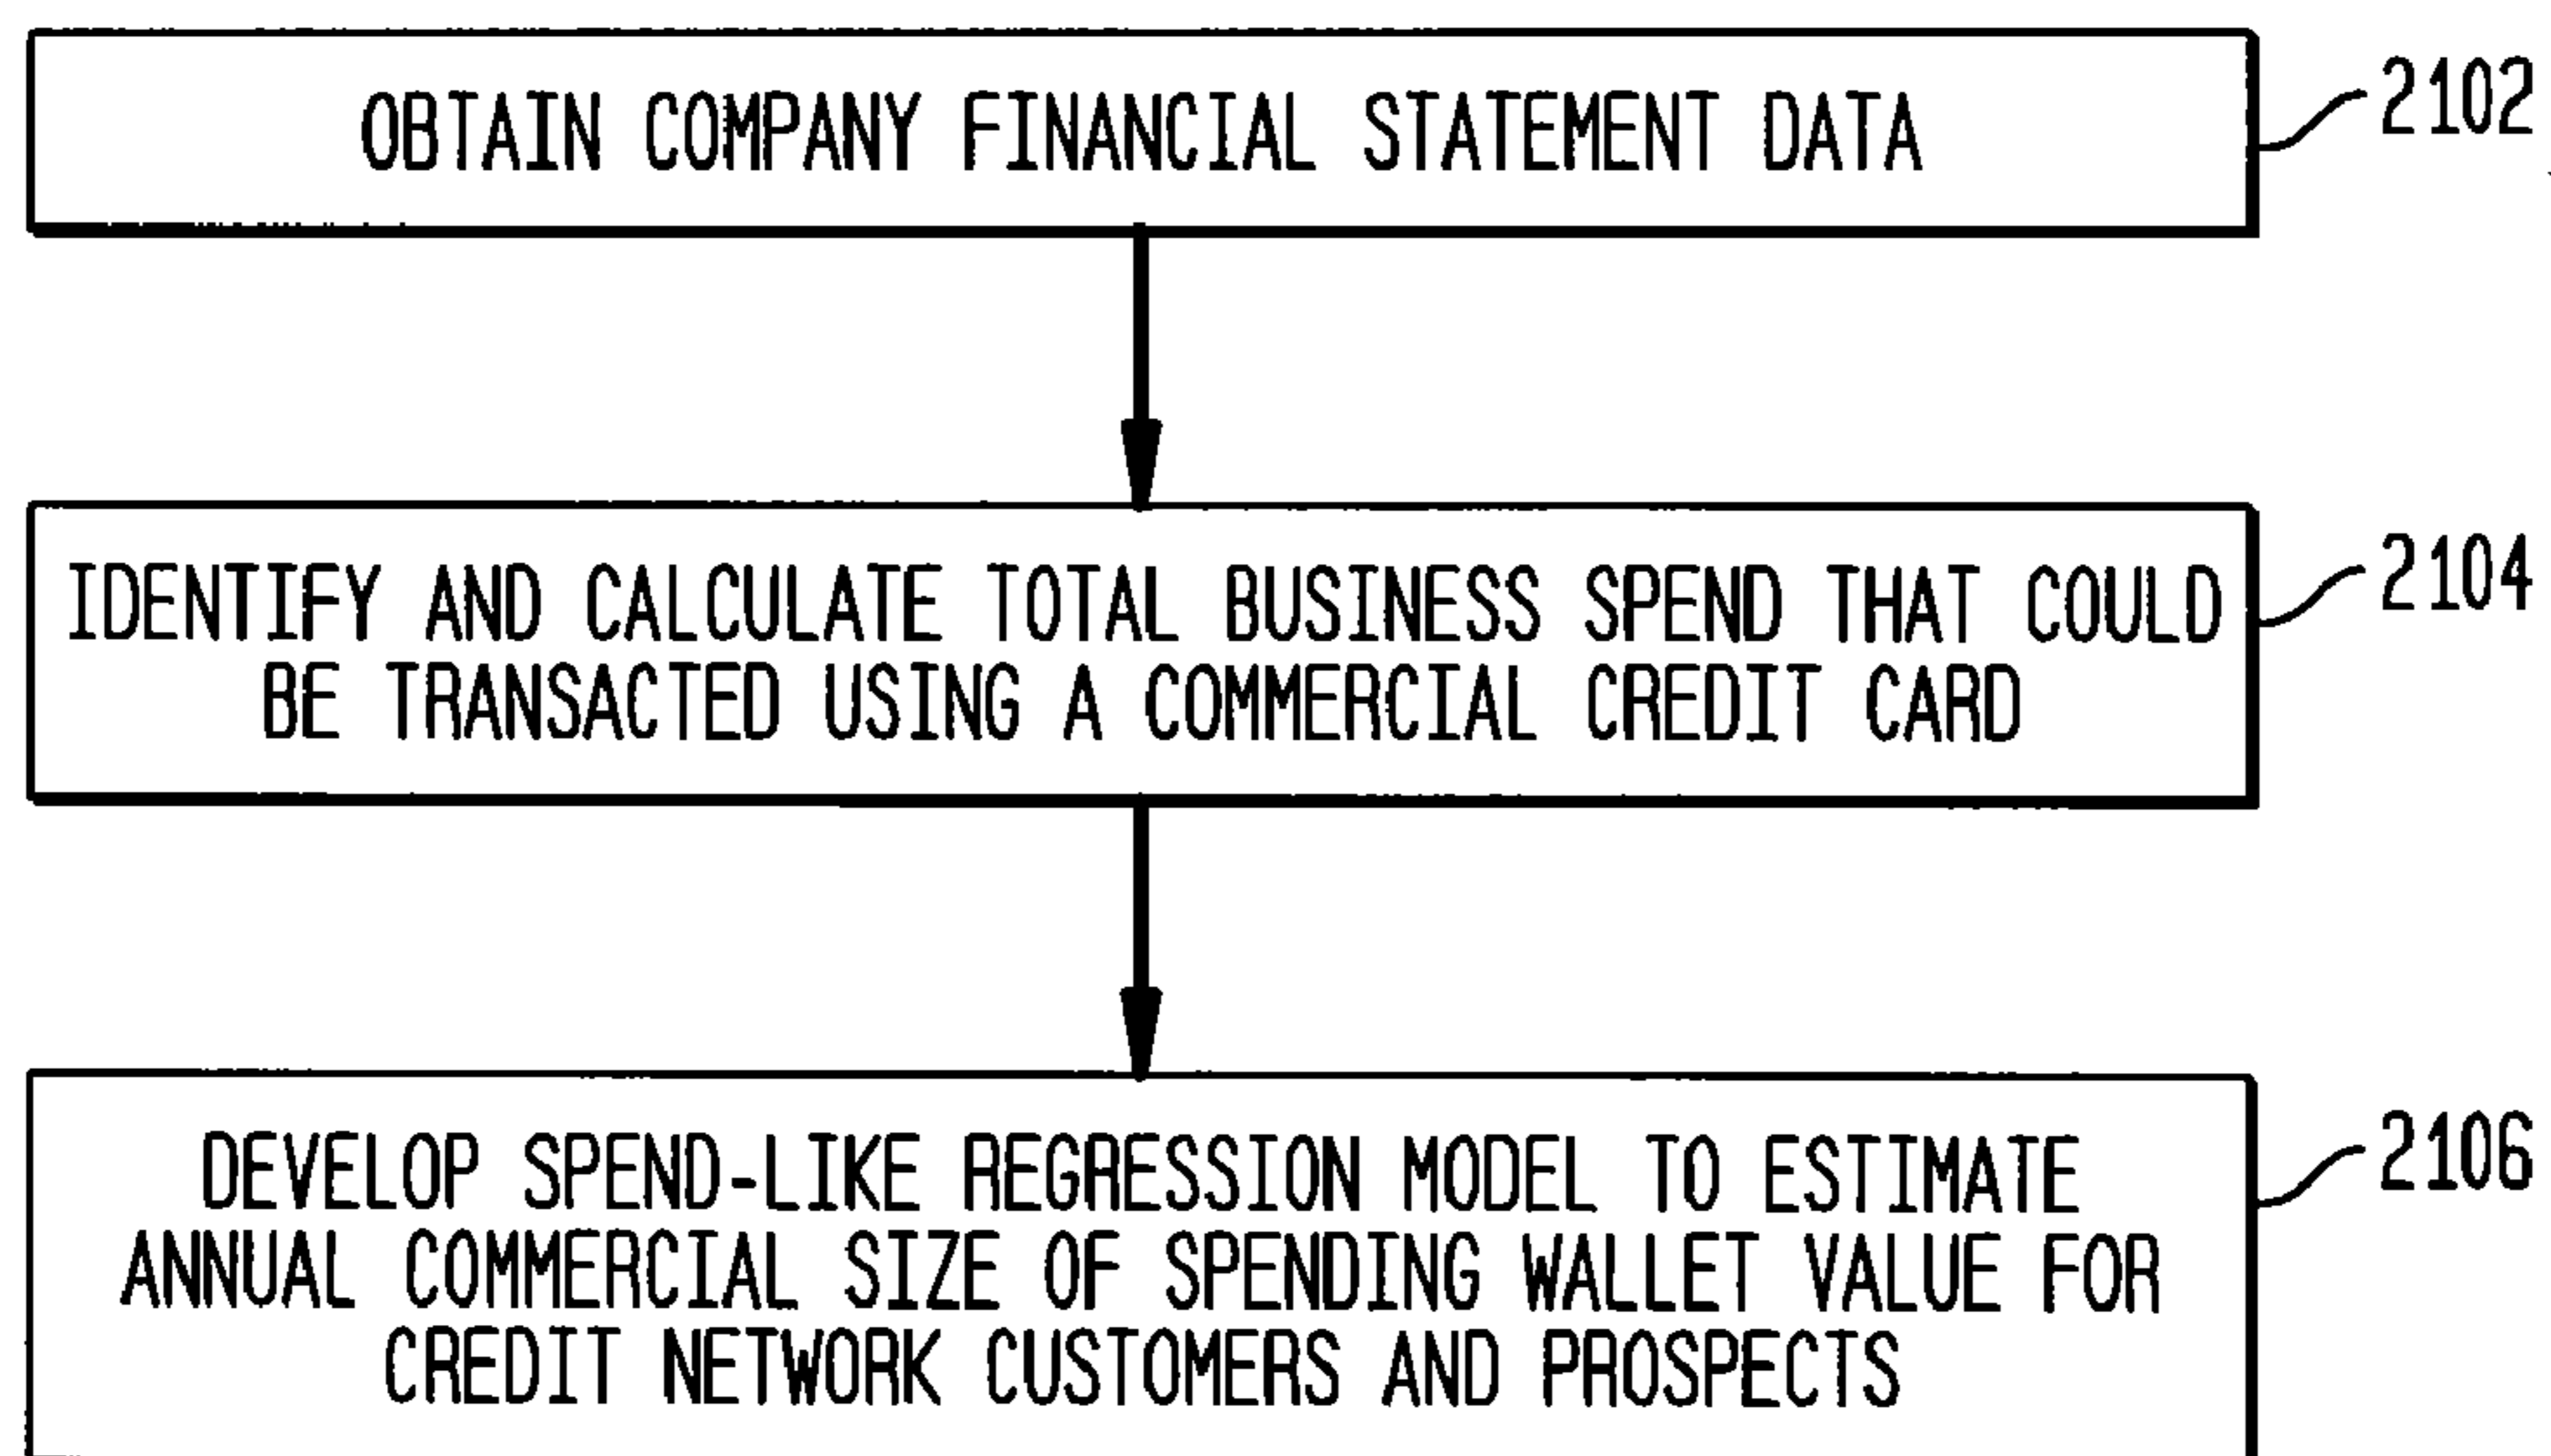 OBTAIN COMPANY FINANCIAL STATEMENT DATA
2102
IDENTIFY AND CALCULATE TOTAL BUSINESS SPEND THAT COULD
BE TRANSACTED USING A COMMERCIAL CREDIT CARD
2104
DEVELOP SPEND-LIKE REGRESSION MODEL TO ESTIMATE
ANNUAL COMMERCIAL SIZE OF SPENDING WALLET VALUE FOR
CREDIT NETWORK CUSTOMERS AND PROSPECTS
2106